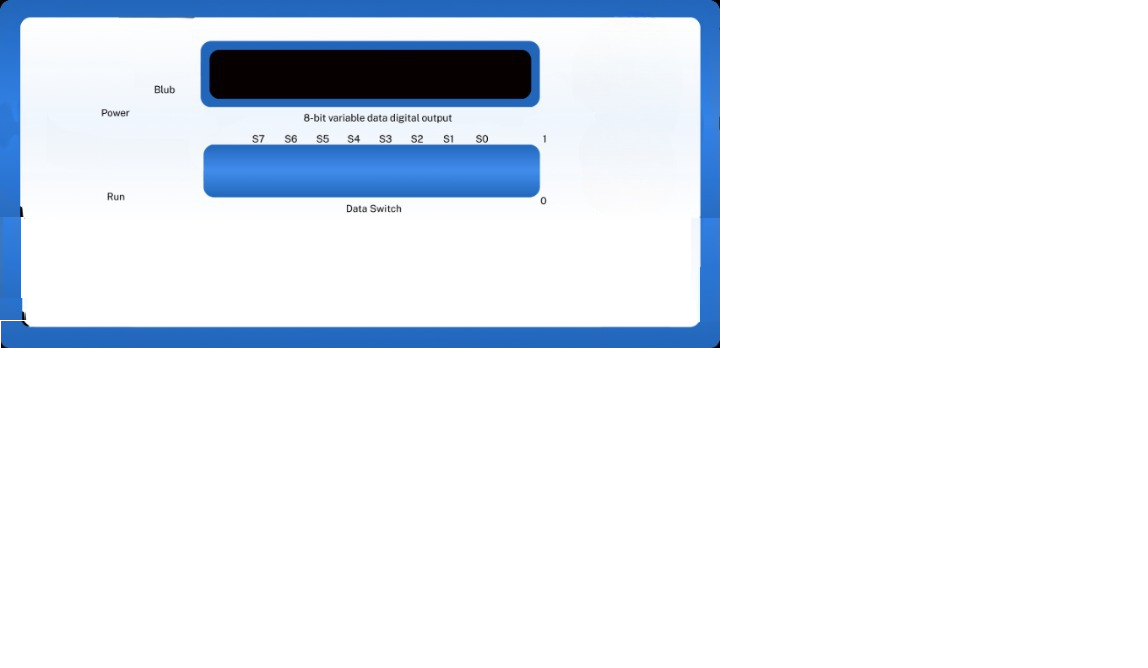 Blub
Power
8-bit variable data digital output
S7 S6 S5 S4 S3 S2 S1 S0 1
Run
0
Data Switch